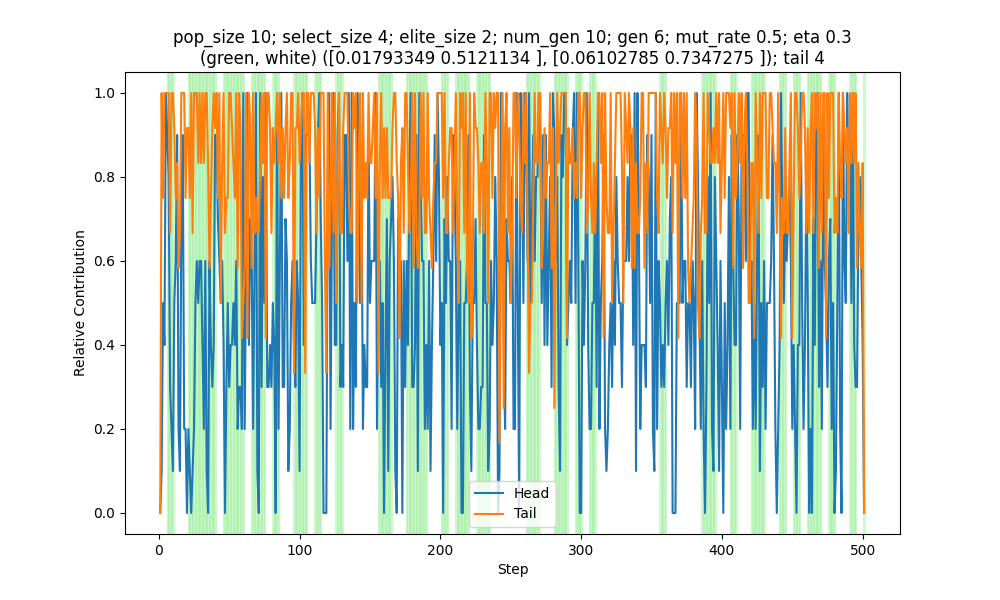 pop_size 10; select_size 4; elite_size 2; num_gen 10; gen 6; mut_rate 0.5; eta 0.3
(green, white) ([0.01793349 0.5121134 ], [0.06102785 0.7347275 ]); tail 4
1.0
0.8
0.6
0.4
0.2
0.0
Relative Contribution
Head
Tail
0
100
200
300
400
500
Step